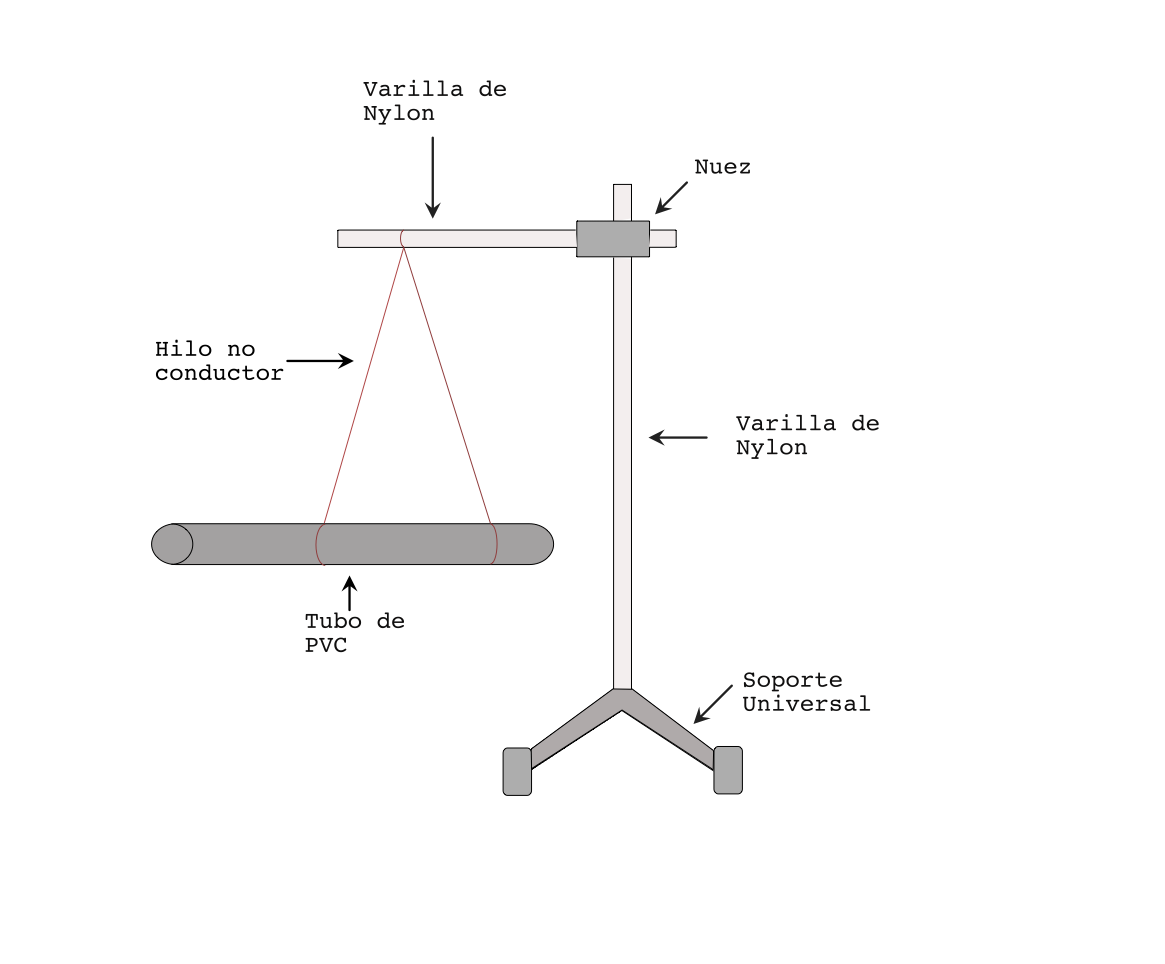 Varilla de
Nylon
Nuez
Hilo no
conductor
Varilla de
Nylon
Tubo de
PVC
Soporte
Universal